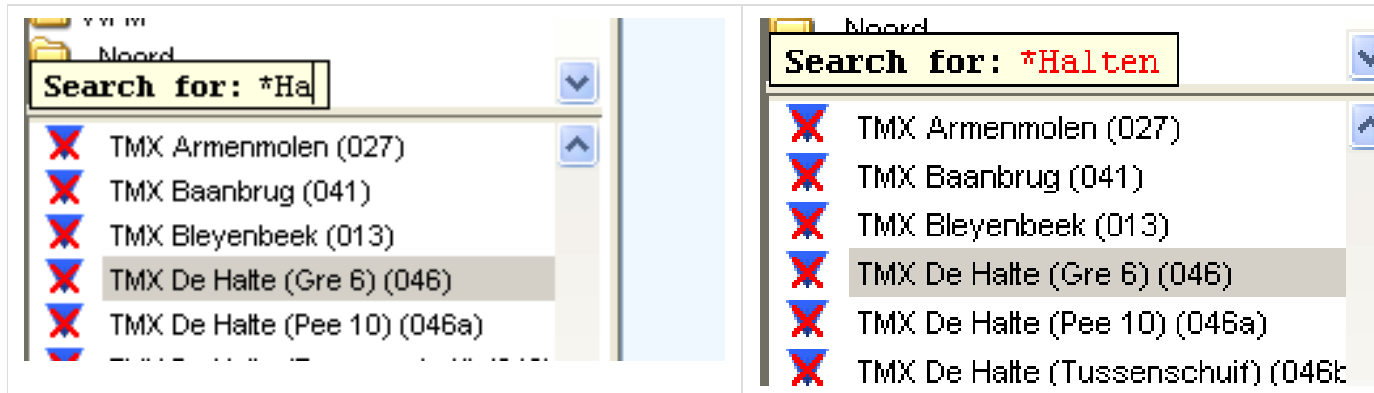 Noord
Search for: *Ha
TMX Armenmolen (027)
TMX Baanbrug (041)
TMX Bleyenbeek (013)
TMX De Halte (Gre 6) (046)
TMX De Halte (Pee 10) (046a)
Noord
Search for: *Halten
TMX Armenmolen (027)
TMX Baanbrug (041)
TMX Bleyenbeek (013)
TMX De Halte (Gre 6) (046)
TMX De Halte (Pee 10) (046a)
TMX De Halte (Tussenschuif) (046b